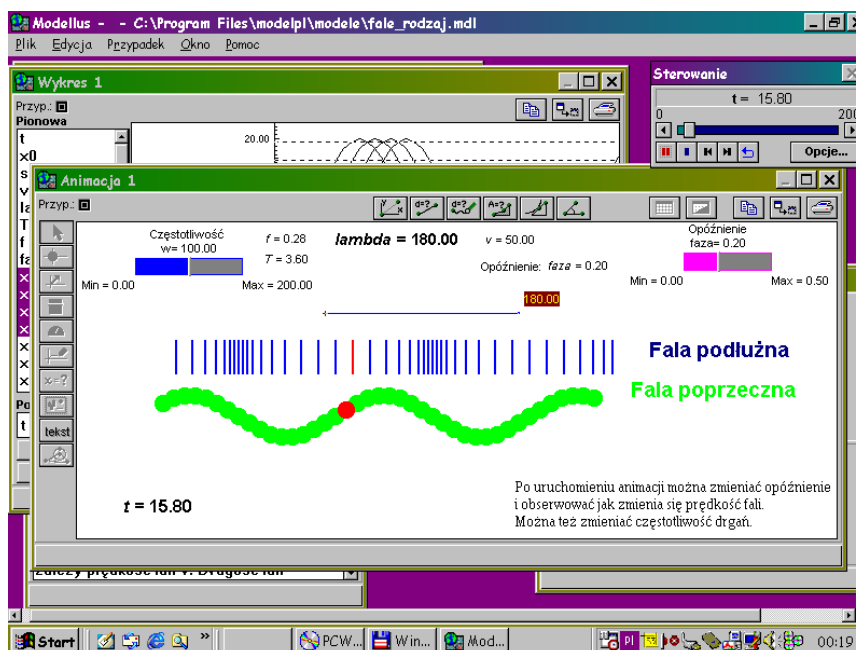 Modellus - - C:\Program Files\modelpl\modele\fale_rodzaj.mdl
Plik Edycja Przypadek Okno Pomoc
Wykres 1
Przyp.:
Pionowa
t
x0
s
v
T
f
20.00
Sterowanie
t = 15.80
0 200
Opcje...
Animacja 1
Przyp.:
Częstotliwość
w= 100.00
Min = 0.00 Max = 200.00
f = 0.28
T = 3.60
lambda = 180.00
v = 50.00
Opóźnienie: faza = 0.20
Opóźnienie
faza= 0.20
Min = 0.00 Max = 0.50
180.00
Fala podłużna
Fala poprzeczna
x=?
tekst
t = 15.80
Po uruchomieniu animacji można zmieniać opóźnienie
i obserwować jak zmienia się prędkość fali.
Można też zmieniać częstotliwość drgań.
Po
t
Start » PCW... Win... Mod... Pl 00:19